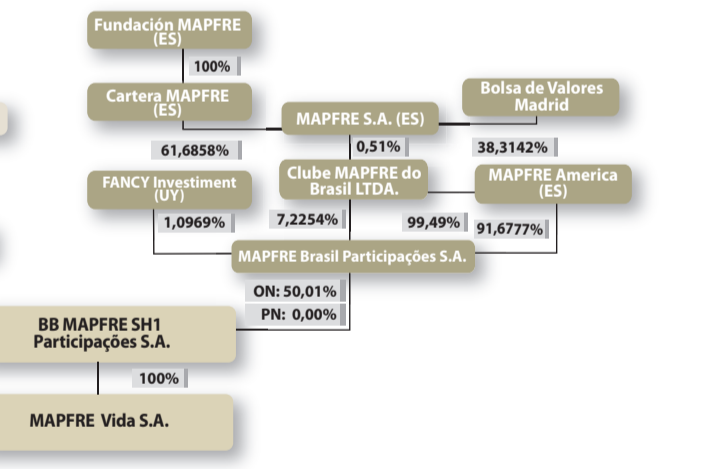 Fundación MAPFRE
(ES)
100%
Cartera MAPFRE
(ES)
MAPFRE S.A. (ES)
Bolsa de Valores
Madrid
61,6858%
0,51%
38,3142%
FANCY Investiment
(UY)
Clube MAPFRE do
Brasil LTDA.
MAPFRE America
(ES)
1,0969%
7,2254%
99,49%
91,6777%
MAPFRE Brasil Participações S.A.
ON: 50,01%
PN: 0,00%
BB MAPFRE SH1
Participações S.A.
100%
MAPFRE Vida S.A.